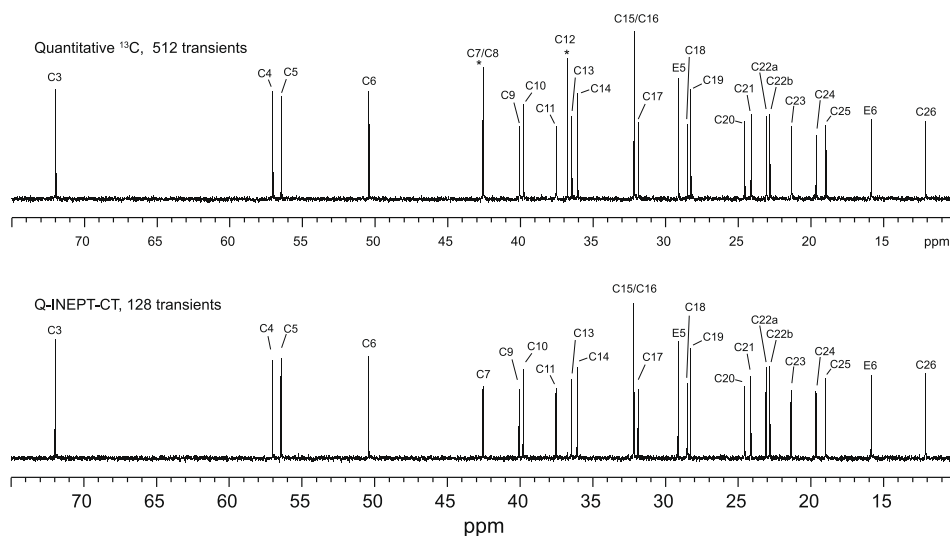 Quantitative ¹³C, 512 transients
C3
C4
C5
C6
C7/C8
*
C9
C10
C11
C12
*
C13
C14
C15/C16
C17
E5
C18
C19
C20
C21
C22a
C22b
C23
C24
C25
E6
C26
70 65 60 55 50 45 40 35 30 25 20 15 ppm
Q-INEPT-CT, 128 transients
C3
C4
C5
C6
C7
C9
C10
C11
C13
C14
C15/C16
C17
E5
C18
C19
C20
C21
C22a
C22b
C23
C24
C25
E6
C26
70 65 60 55 50 45 40 35 30 25 20 15
ppm